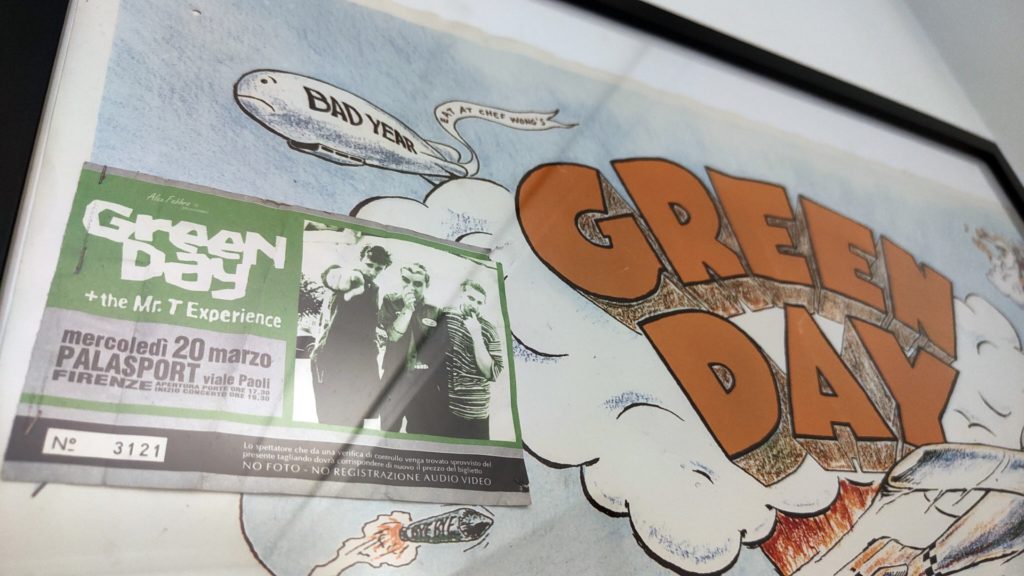 BAD YEAR
EAT AT CHEF WONG'S
GREEN
DAY
Green
Day
+ the Mr. T Experience
mercoledì 20 marzo
PALASPORT viale Paoli
FIRENZE APERTURA PORTE ORE 17.30
INIZIO CONCERTO ORE 19.30
Nº 3121
Lo spettatore che da una verifica di controllo venga trovato sprovvisto del
presente tagliando dovrà corrispondere di nuovo il prezzo del biglietto
NO FOTO - NO REGISTRAZIONE AUDIO VIDEO
BYE BYE